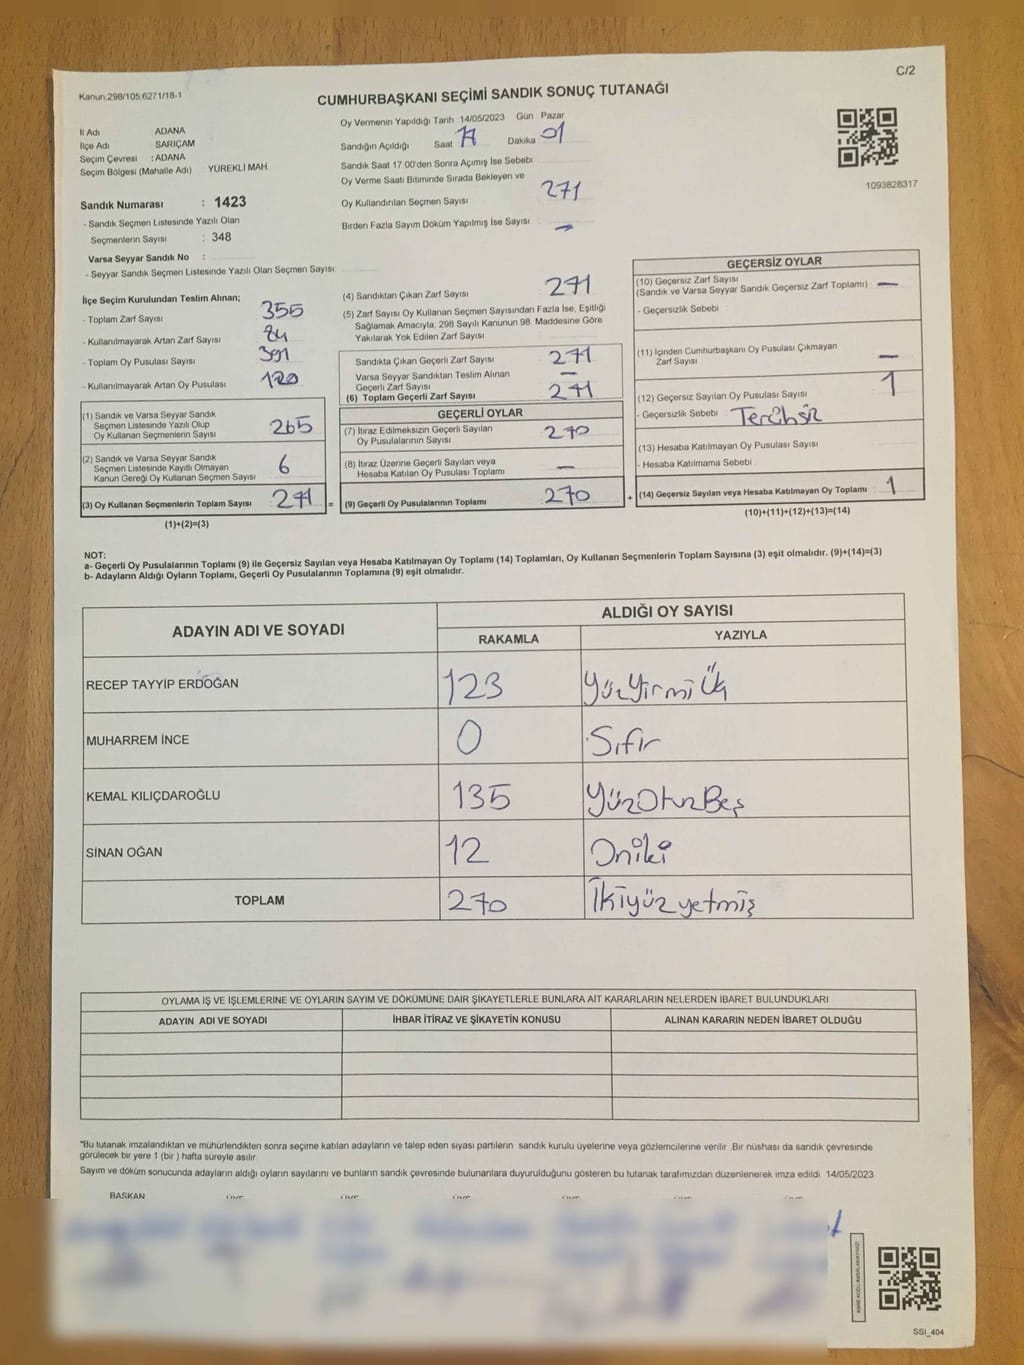 C/2
Kanun,298/105,6271/18-1
CUMHURBAŞKANI SEÇİMİ SANDIK SONUÇ TUTANAĞI
İl Adı ADANA
İlçe Adı SARIÇAM
Seçim Çevresi : ADANA
Seçim Bölgesi (Mahalle Adı) YÜREKLİ MAH.
Sandık Numarası : 1423
- Sandık Seçmen Listesinde Yazılı Olan
Seçmenlerin Sayısı : 348
Varsa Seyyar Sandık No :
- Seyyar Sandık Seçmen Listesinde Yazılı Olan Seçmen Sayısı:
Oy Vermenin Yapıldığı Tarih 14/05/2023 Gün Pazar
Sandığın Açıldığı Saat 17 Dakika 01
Sandık Saat 17:00'den Sonra Açımış İse Sebebi
Oy Verme Saati Bitiminde Sırada Bekleyen ve
Oy Kullandırılan Seçmen Sayısı 271
Birden Fazla Sayım Döküm Yapılmış İse Sayısı —
1093828317
İlçe Seçim Kurulundan Teslim Alınan;
- Toplam Zarf Sayısı 355
- Kullanılmayarak Artan Zarf Sayısı 84
- Toplam Oy Pusulası Sayısı 391
- Kullanılmayarak Artan Oy Pusulası 120
(1) Sandık ve Varsa Seyyar Sandık
Seçmen Listesinde Yazılı Olup
Oy Kullanan Seçmenlerin Sayısı 265
(2) Sandık ve Varsa Seyyar Sandık
Seçmen Listesinde Kayıtlı Olmayan
Kanun Gereği Oy Kullanan Seçmen Sayısı 6
(3) Oy Kullanan Seçmenlerin Toplam Sayısı 271 =
(1)+(2)=(3)
(4) Sandıktan Çıkan Zarf Sayısı 271
(5) Zarf Sayısı Oy Kullanan Seçmen Sayısından Fazla İse, Eşitliği
Sağlamak Amacıyla, 298 Sayılı Kanunun 98. Maddesine Göre
Yakılarak Yok Edilen Zarf Sayısı
Sandıkta Çıkan Geçerli Zarf Sayısı 271
Varsa Seyyar Sandıktan Teslim Alınan
Geçerli Zarf Sayısı —
(6) Toplam Geçerli Zarf Sayısı 271
GEÇERLİ OYLAR
(7) İtiraz Edilmeksizin Geçerli Sayılan
Oy Pusulalarının Sayısı 270
(8) İtiraz Üzerine Geçerli Sayılan veya
Hesaba Katılan Oy Pusulası Toplamı —
(9) Geçerli Oy Pusulalarının Toplamı 270 +
GEÇERSİZ OYLAR
(10) Geçersiz Zarf Sayısı
(Sandık ve Varsa Seyyar Sandık Geçersiz Zarf Toplamı) —
- Geçersizlik Sebebi
(11) İçinden Cumhurbaşkanı Oy Pusulası Çıkmayan
Zarf Sayısı —
(12) Geçersiz Sayılan Oy Pusulası Sayısı 1
- Geçersizlik Sebebi Tercihsiz
(13) Hesaba Katılmayan Oy Pusulası Sayısı
- Hesaba Katılmama Sebebi
(14) Geçersiz Sayılan veya Hesaba Katılmayan Oy Toplamı : 1
(10)+(11)+(12)+(13)=(14)
NOT:
a- Geçerli Oy Pusulalarının Toplamı (9) ile Geçersiz Sayılan veya Hesaba Katılmayan Oy Toplamı (14) Toplamları, Oy Kullanan Seçmenlerin Toplam Sayısına (3) eşit olmalıdır. (9)+(14)=(3)
b- Adayların Aldığı Oyların Toplamı, Geçerli Oy Pusulalarının Toplamına (9) eşit olmalıdır.
ADAYIN ADI VE SOYADI ALDIĞI OY SAYISI
RAKAMLA YAZIYLA
RECEP TAYYİP ERDOĞAN 123 YüzYirmi Üç
MUHARREM İNCE 0 Sıfır
KEMAL KILIÇDAROĞLU 135 YüzOtuzBeş
SİNAN OĞAN 12 Oniki
TOPLAM 270 İkiyüz yetmiş
OYLAMA İŞ VE İŞLEMLERİNE VE OYLARIN SAYIM VE DÖKÜMÜNE DAİR ŞİKAYETLERLE BUNLARA AİT KARARLARIN NELERDEN İBARET BULUNDUKLARI
ADAYIN ADI VE SOYADI İHBAR İTİRAZ VE ŞİKAYETİN KONUSU ALINAN KARARIN NEDEN İBARET OLDUĞU
*Bu tutanak imzalandıktan ve mühürlendikten sonra seçime katılan adayların ve talep eden siyasi partilerin sandık kurulu üyelerine veya gözlemcilerine verilir. Bir nüshası da sandık çevresinde
görülecek bir yere 1 (bir ) hafta süreyle asılır
Sayım ve döküm sonucunda adayların aldığı oyların sayılarını ve bunların sandık çevresinde bulunanlara duyurulduğunu gösteren bu tutanak tarafımızdan düzenlenerek imza edildi. 14/05/2023
BAŞKAN
SSI_404